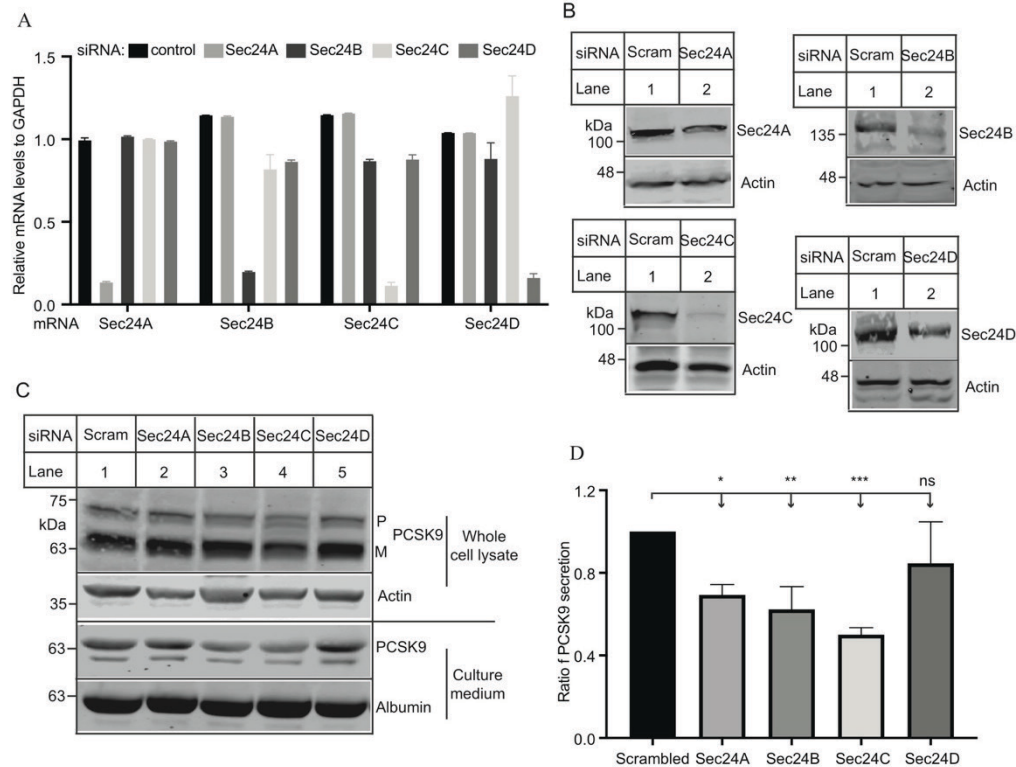 A
siRNA: control Sec24A Sec24B Sec24C Sec24D
Relative mRNA levels to GAPDH
1.5
1.0
0.5
0.0
mRNA Sec24A Sec24B Sec24C Sec24D
B
siRNA Scram Sec24A
Lane 1 2
kDa
100
Sec24A
48
Actin
siRNA Scram Sec24B
Lane 1 2
135
Sec24B
48
Actin
siRNA Scram Sec24C
Lane 1 2
kDa
100
Sec24C
48
Actin
siRNA Scram Sec24D
Lane 1 2
kDa
100
Sec24D
48
Actin
C
siRNA Scram Sec24A Sec24B Sec24C Sec24D
Lane 1 2 3 4 5
75
kDa
63
P
M
PCSK9
Whole
cell lysate
35
Actin
63
PCSK9
Culture
medium
63
Albumin
D
* ** *** ns
Ratio f PCSK9 secretion
1.2
0.8
0.4
0.0
Scrambled Sec24A Sec24B Sec24C Sec24D